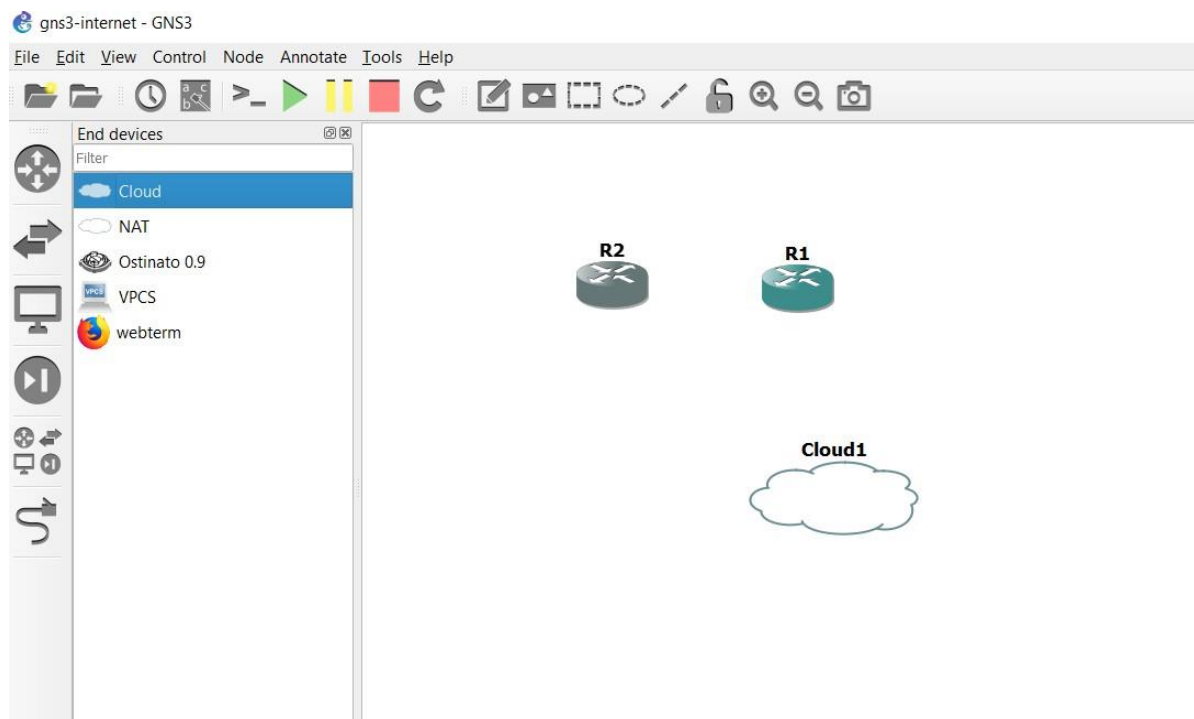 gns3-internet - GNS3
File Edit View Control Node Annotate Tools Help
End devices
Filter
Cloud
NAT
Ostinato 0.9
VPCS
webterm
R2
R1
Cloud1